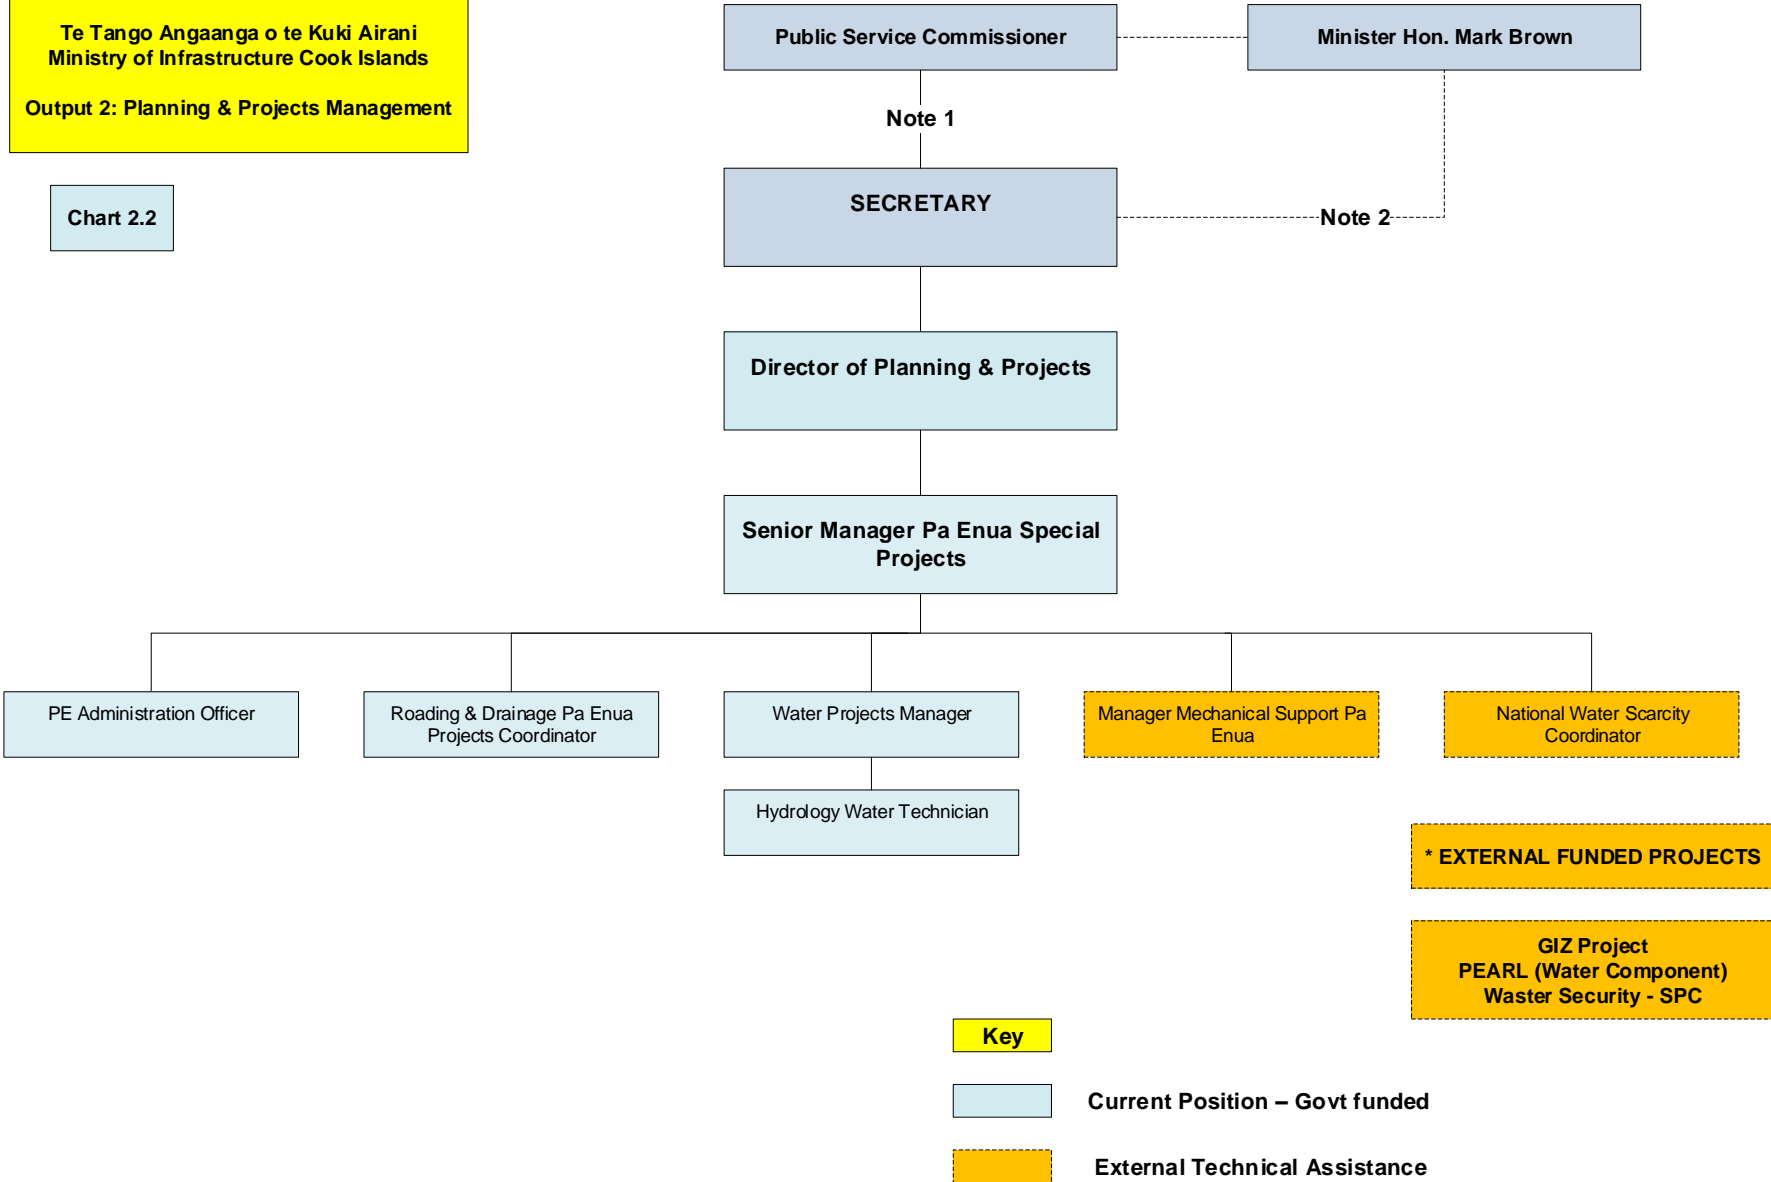 Te Tango Angaanga o te Kuki Airani
Ministry of Infrastructure Cook Islands
Output 2: Planning & Projects Management
Chart 2.2
Public Service Commissioner
Minister Hon. Mark Brown
Note 1
SECRETARY
Note 2
Director of Planning & Projects
Senior Manager Pa Enua Special
Projects
PE Administration Officer
Roading & Drainage Pa Enua
Projects Coordinator
Water Projects Manager
Manager Mechanical Support Pa
Enua
National Water Scarcity
Coordinator
Hydrology Water Technician
* EXTERNAL FUNDED PROJECTS
GIZ Project
PEARL (Water Component)
Waster Security - SPC
Key
Current Position – Govt funded
External Technical Assistance